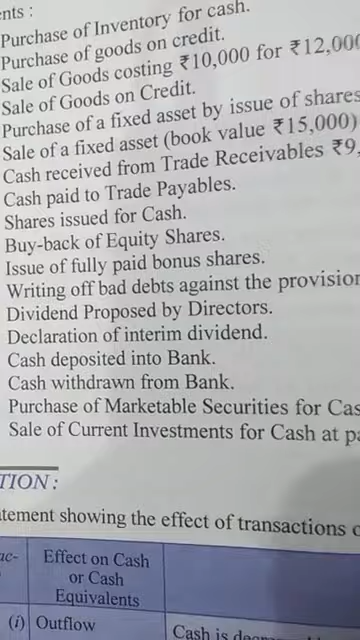 ents :
Purchase of Inventory for cash.
Purchase of goods on credit.
Sale of Goods costing ₹10,000 for ₹12,000
Sale of Goods on Credit.
Purchase of a fixed asset by issue of shares
Sale of a fixed asset (book value ₹15,000)
Cash received from Trade Receivables ₹9,
Cash paid to Trade Payables.
Shares issued for Cash.
Buy-back of Equity Shares.
Issue of fully paid bonus shares.
Writing off bad debts against the provision
Dividend Proposed by Directors.
Declaration of interim dividend.
Cash deposited into Bank.
Cash withdrawn from Bank.
Purchase of Marketable Securities for Cas
Sale of Current Investments for Cash at pa
TION :
atement showing the effect of transactions o
ac- Effect on Cash
or Cash
Equivalents
(i) Outflow
Cash is